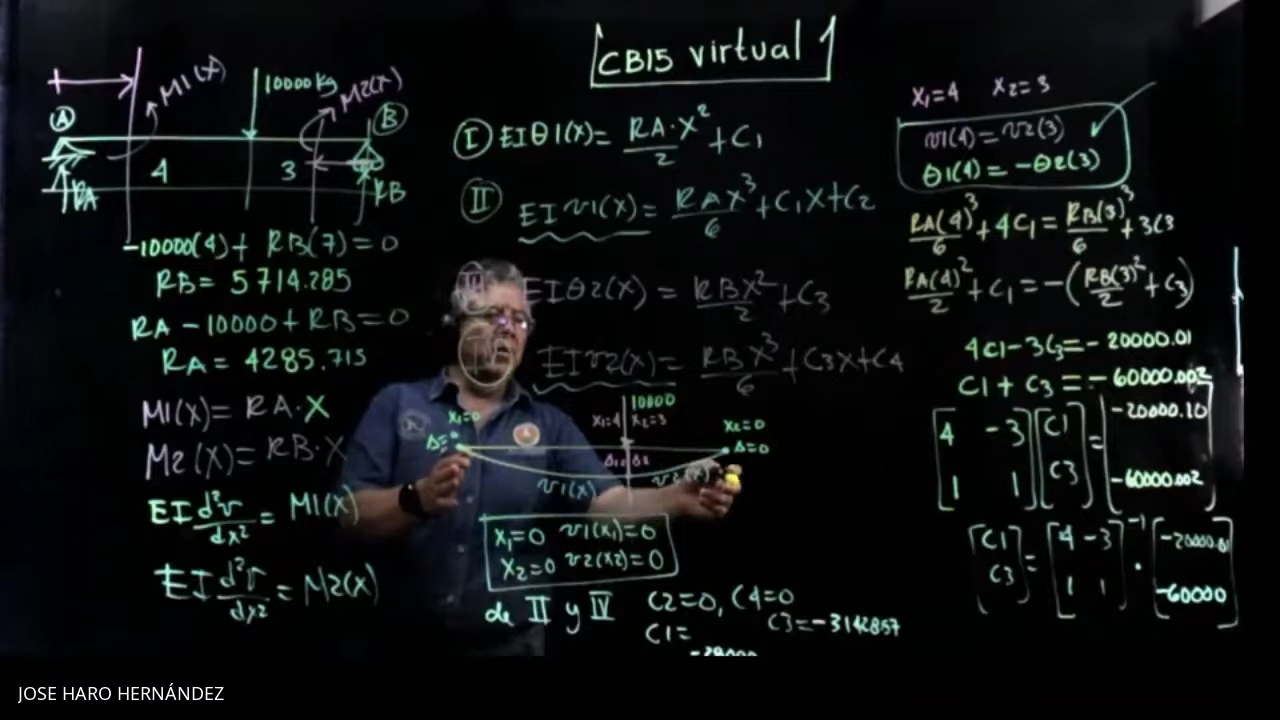 CB15 virtual
M1(X)
10000kg
M2(X)
A
B
4
3
RA
RB
-10000(4)+ RB(7)=0
RB= 5714.285
RA-10000+RB=0
RA= 4285.715
M1(X)= RA·X
M2(X)= RB·X
EI d²v/dx² = M1(X)
EI d²v/dx² = M2(X)
I EIθ1(X)= RA·X²/2 +C1
II EIv1(X)= RAX³/6 +C1X+C2
EIθ2(X) = RBX²/2 +C3
EIv2(X)= RBX³/6 +C3X+C4
10000
X1=0
X1=4 X2=3
X2=0
Δ=0
Δ=0
v1(X)
v2(X)
X1=0 v1(X1)=0
X2=0 v2(X2)=0
de II y IV C2=0, C4=0
C1=
C3=-3142857
-28000
X1=4 X2=3
v1(4)=v2(3)
θ1(4)=-θ2(3)
RA(4)³/6 +4C1= RB(3)³/6 +3C3
RA(4)²/2 +C1=-(RB(3)²/2 +C3)
4C1-3C3=-20000.01
C1+C3=-60000.002
[4 -3] [C1] = [-20000.10]
[1 1] [C3] [-60000.002]
[C1] = [4 -3]⁻¹ · [-20000.01]
[C3] [1 1] [-60000]
JOSE HARO HERNÁNDEZ